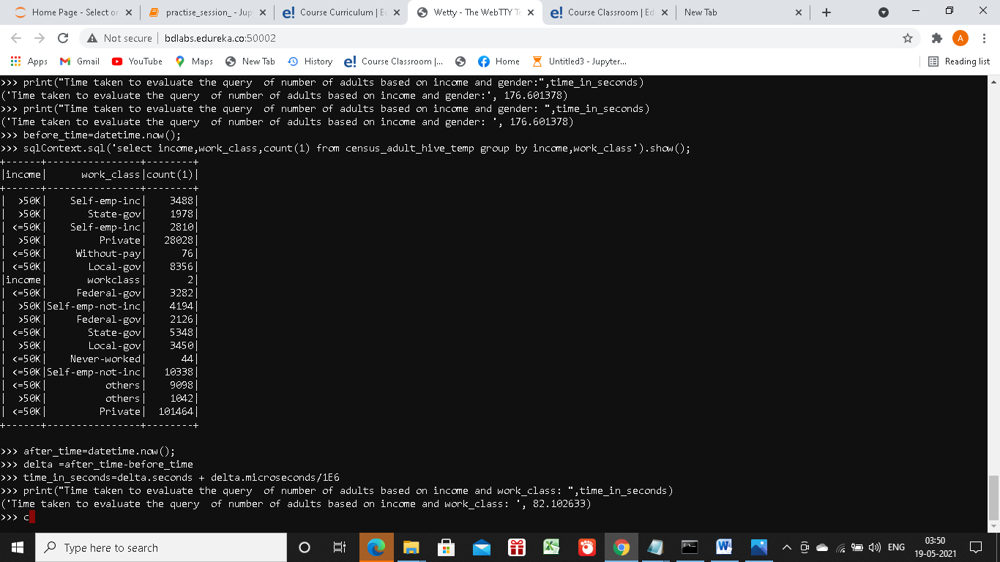 Home Page - Select or
practise_session_ - Jup
Course Curriculum | Ed
Wetty - The WebTTY Te
Course Classroom | Ed
New Tab
Not secure | bdlabs.edureka.co:50002
A
Apps
Gmail
YouTube
Maps
New Tab
History
Course Classroom |...
Home
Untitled3 - Jupyter...
Reading list
>>> print("Time taken to evaluate the query  of number of adults based on income and gender:",time_in_seconds)
('Time taken to evaluate the query  of number of adults based on income and gender:', 176.601378)
>>> print("Time taken to evaluate the query  of number of adults based on income and gender: ",time_in_seconds)
('Time taken to evaluate the query  of number of adults based on income and gender: ', 176.601378)
>>> before_time=datetime.now();
>>> sqlContext.sql('select income,work_class,count(1) from census_adult_hive_temp group by income,work_class').show();
+------+----------------+--------+
|income|      work_class|count(1)|
+------+----------------+--------+
|  >50K|    Self-emp-inc|    3488|
|  >50K|       State-gov|    1978|
| <=50K|    Self-emp-inc|    2810|
|  >50K|         Private|   28028|
| <=50K|     Without-pay|      76|
| <=50K|       Local-gov|    8356|
|income|       workclass|       2|
| <=50K|     Federal-gov|    3282|
|  >50K|Self-emp-not-inc|    4194|
|  >50K|     Federal-gov|    2126|
| <=50K|       State-gov|    5348|
|  >50K|       Local-gov|    3450|
| <=50K|    Never-worked|      44|
| <=50K|Self-emp-not-inc|   10338|
| <=50K|          others|    9098|
|  >50K|          others|    1042|
| <=50K|         Private|  101464|
+------+----------------+--------+
>>> after_time=datetime.now();
>>> delta =after_time-before_time
>>> time_in_seconds=delta.seconds + delta.microseconds/1E6
>>> print("Time taken to evaluate the query  of number of adults based on income and work_class: ",time_in_seconds)
('Time taken to evaluate the query  of number of adults based on income and work_class: ', 82.102633)
>>> c
Type here to search
ENG
03:50
19-05-2021